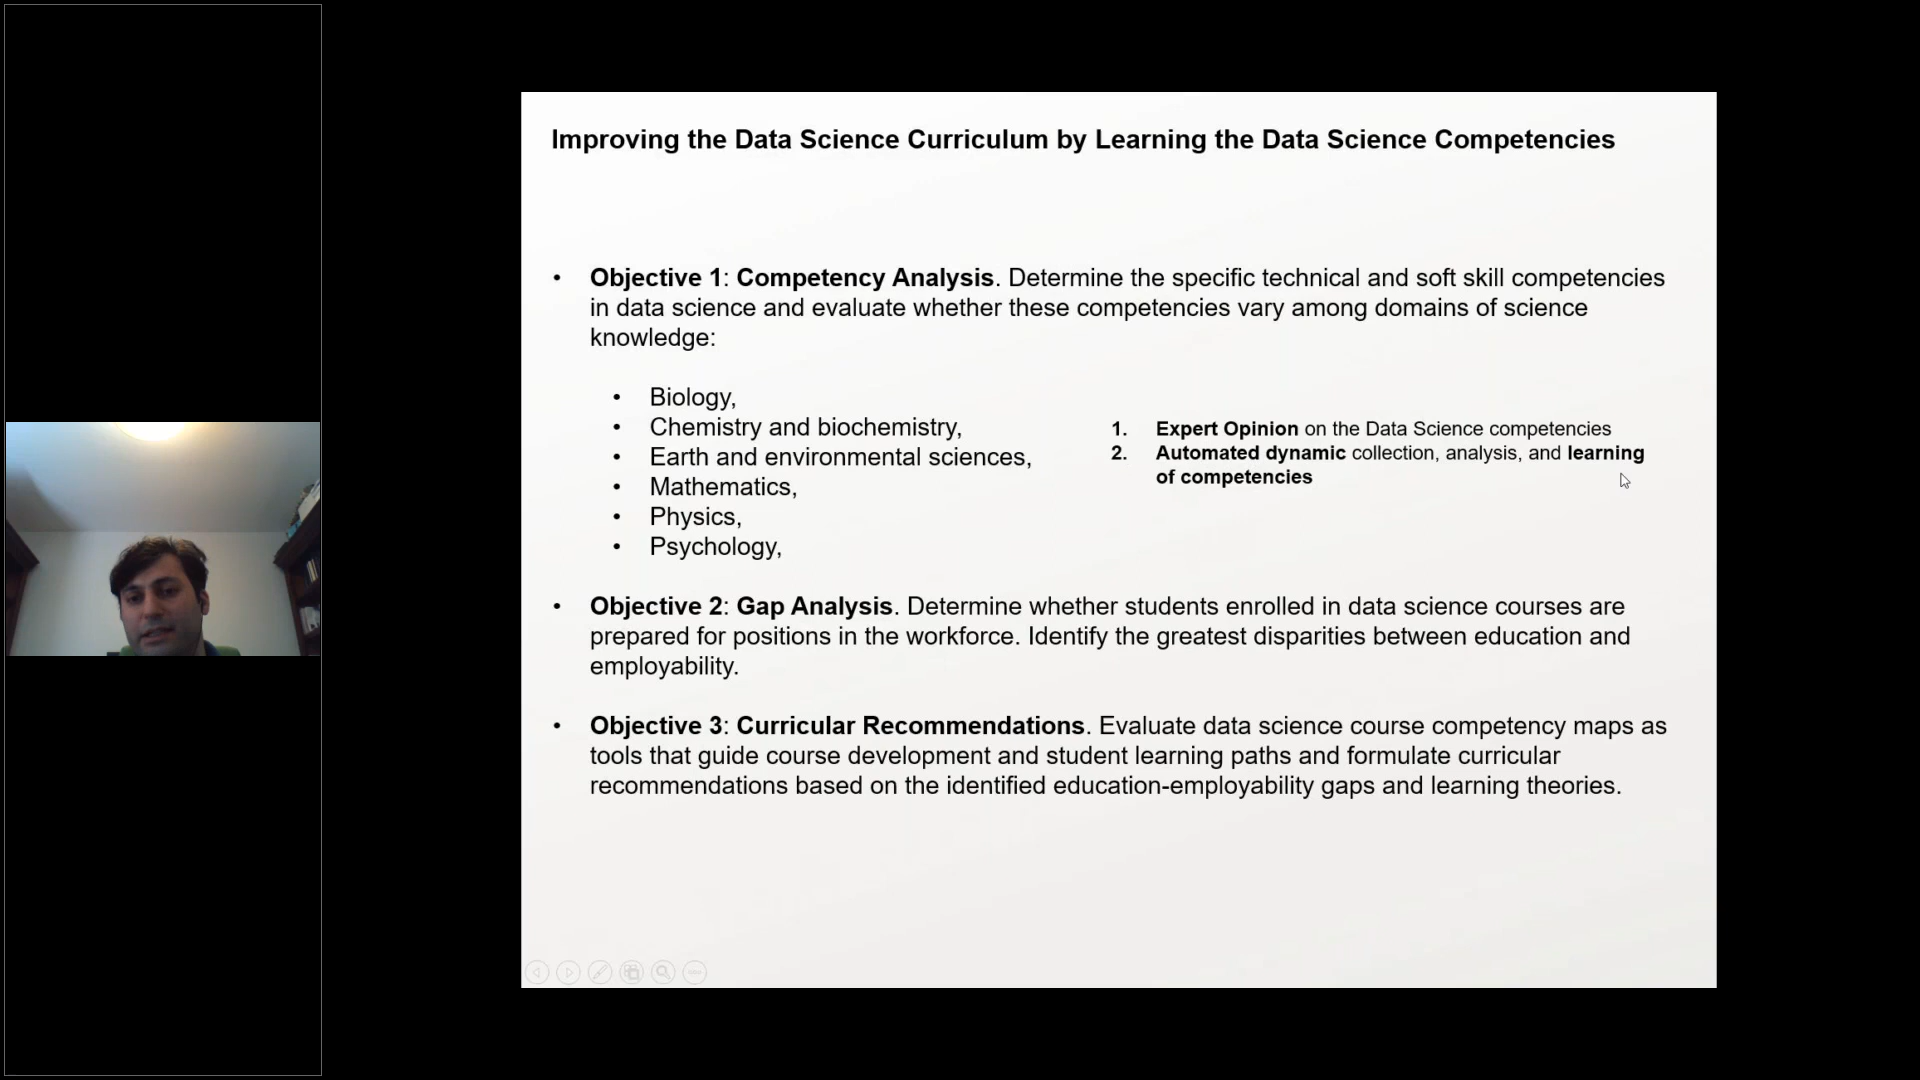 Improving the Data Science Curriculum by Learning the Data Science Competencies
• Objective 1: Competency Analysis. Determine the specific technical and soft skill competencies
in data science and evaluate whether these competencies vary among domains of science
knowledge:
• Biology,
• Chemistry and biochemistry,
• Earth and environmental sciences,
• Mathematics,
• Physics,
• Psychology,
1. Expert Opinion on the Data Science competencies
2. Automated dynamic collection, analysis, and learning
of competencies
• Objective 2: Gap Analysis. Determine whether students enrolled in data science courses are
prepared for positions in the workforce. Identify the greatest disparities between education and
employability.
• Objective 3: Curricular Recommendations. Evaluate data science course competency maps as
tools that guide course development and student learning paths and formulate curricular
recommendations based on the identified education-employability gaps and learning theories.